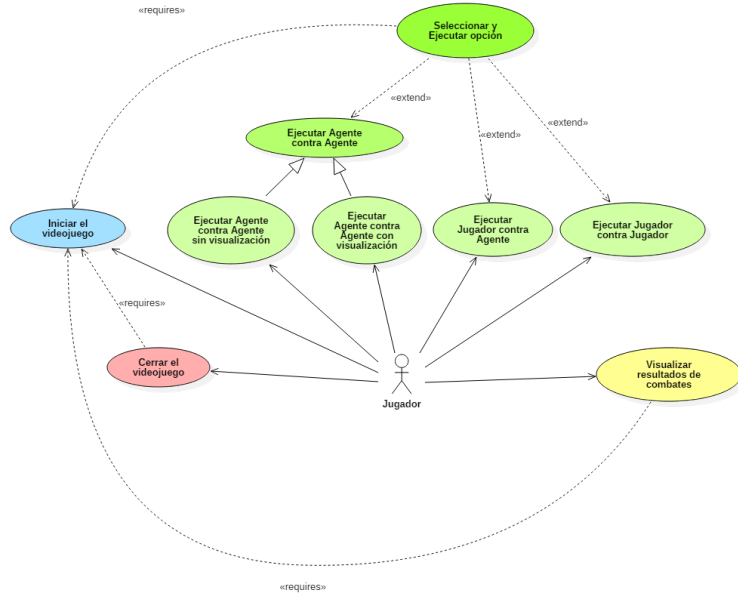 «requires»
Seleccionar y
Ejecutar opción
«extend»
«extend»
«extend»
Ejecutar Agente
contra Agente
Iniciar el
videojuego
Ejecutar Agente
contra Agente
sin visualización
Ejecutar
Agente contra
Agente con
visualización
Ejecutar
Jugador contra
Agente
Ejecutar Jugador
contra Jugador
«requires»
Cerrar el
videojuego
Jugador
Visualizar
resultados de
combates
«requires»